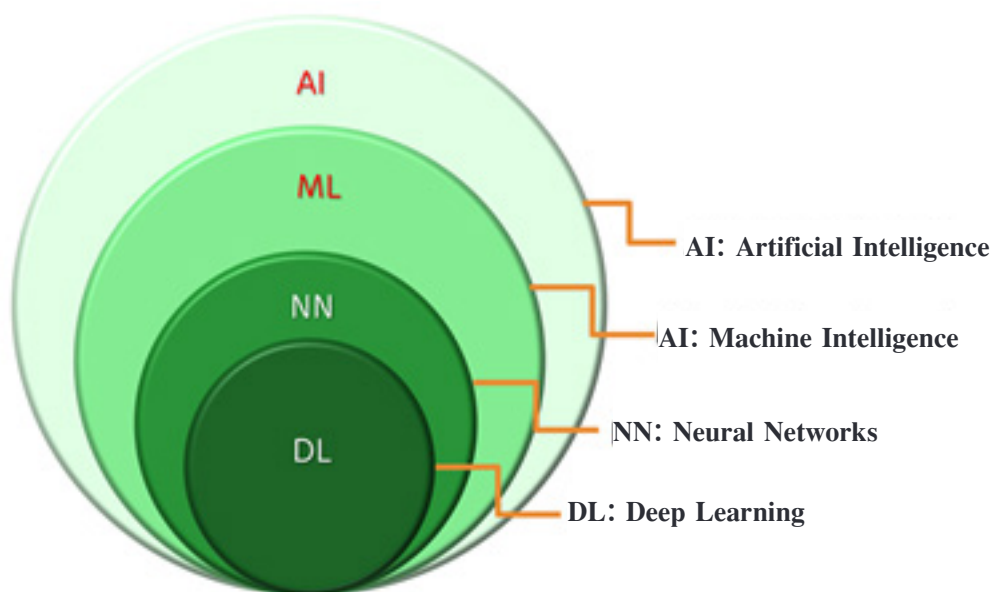 AI
ML
NN
DL
AI: Artificial Intelligence
AI: Machine Intelligence
NN: Neural Networks
DL: Deep Learning